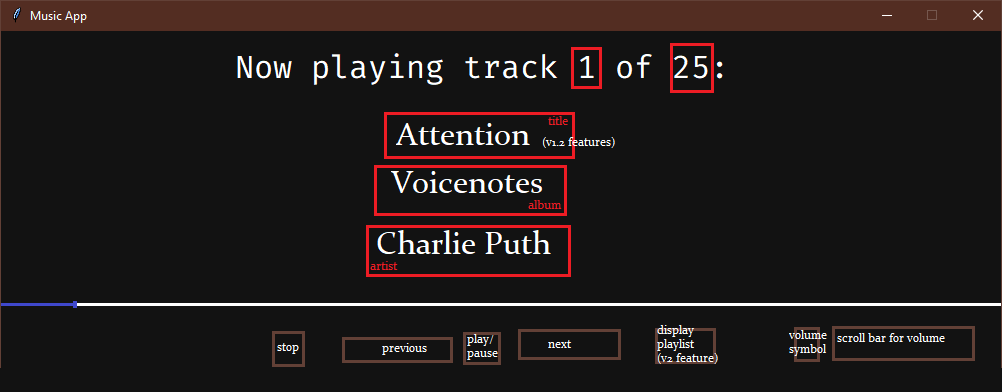 Music App
Now playing track 1 of 25:
title
Attention (v1.2 features)
Voicenotes
album
Charlie Puth
artist
stop
previous
play/
pause
next
display
playlist
(v2 feature)
volume
symbol
scroll bar for volume